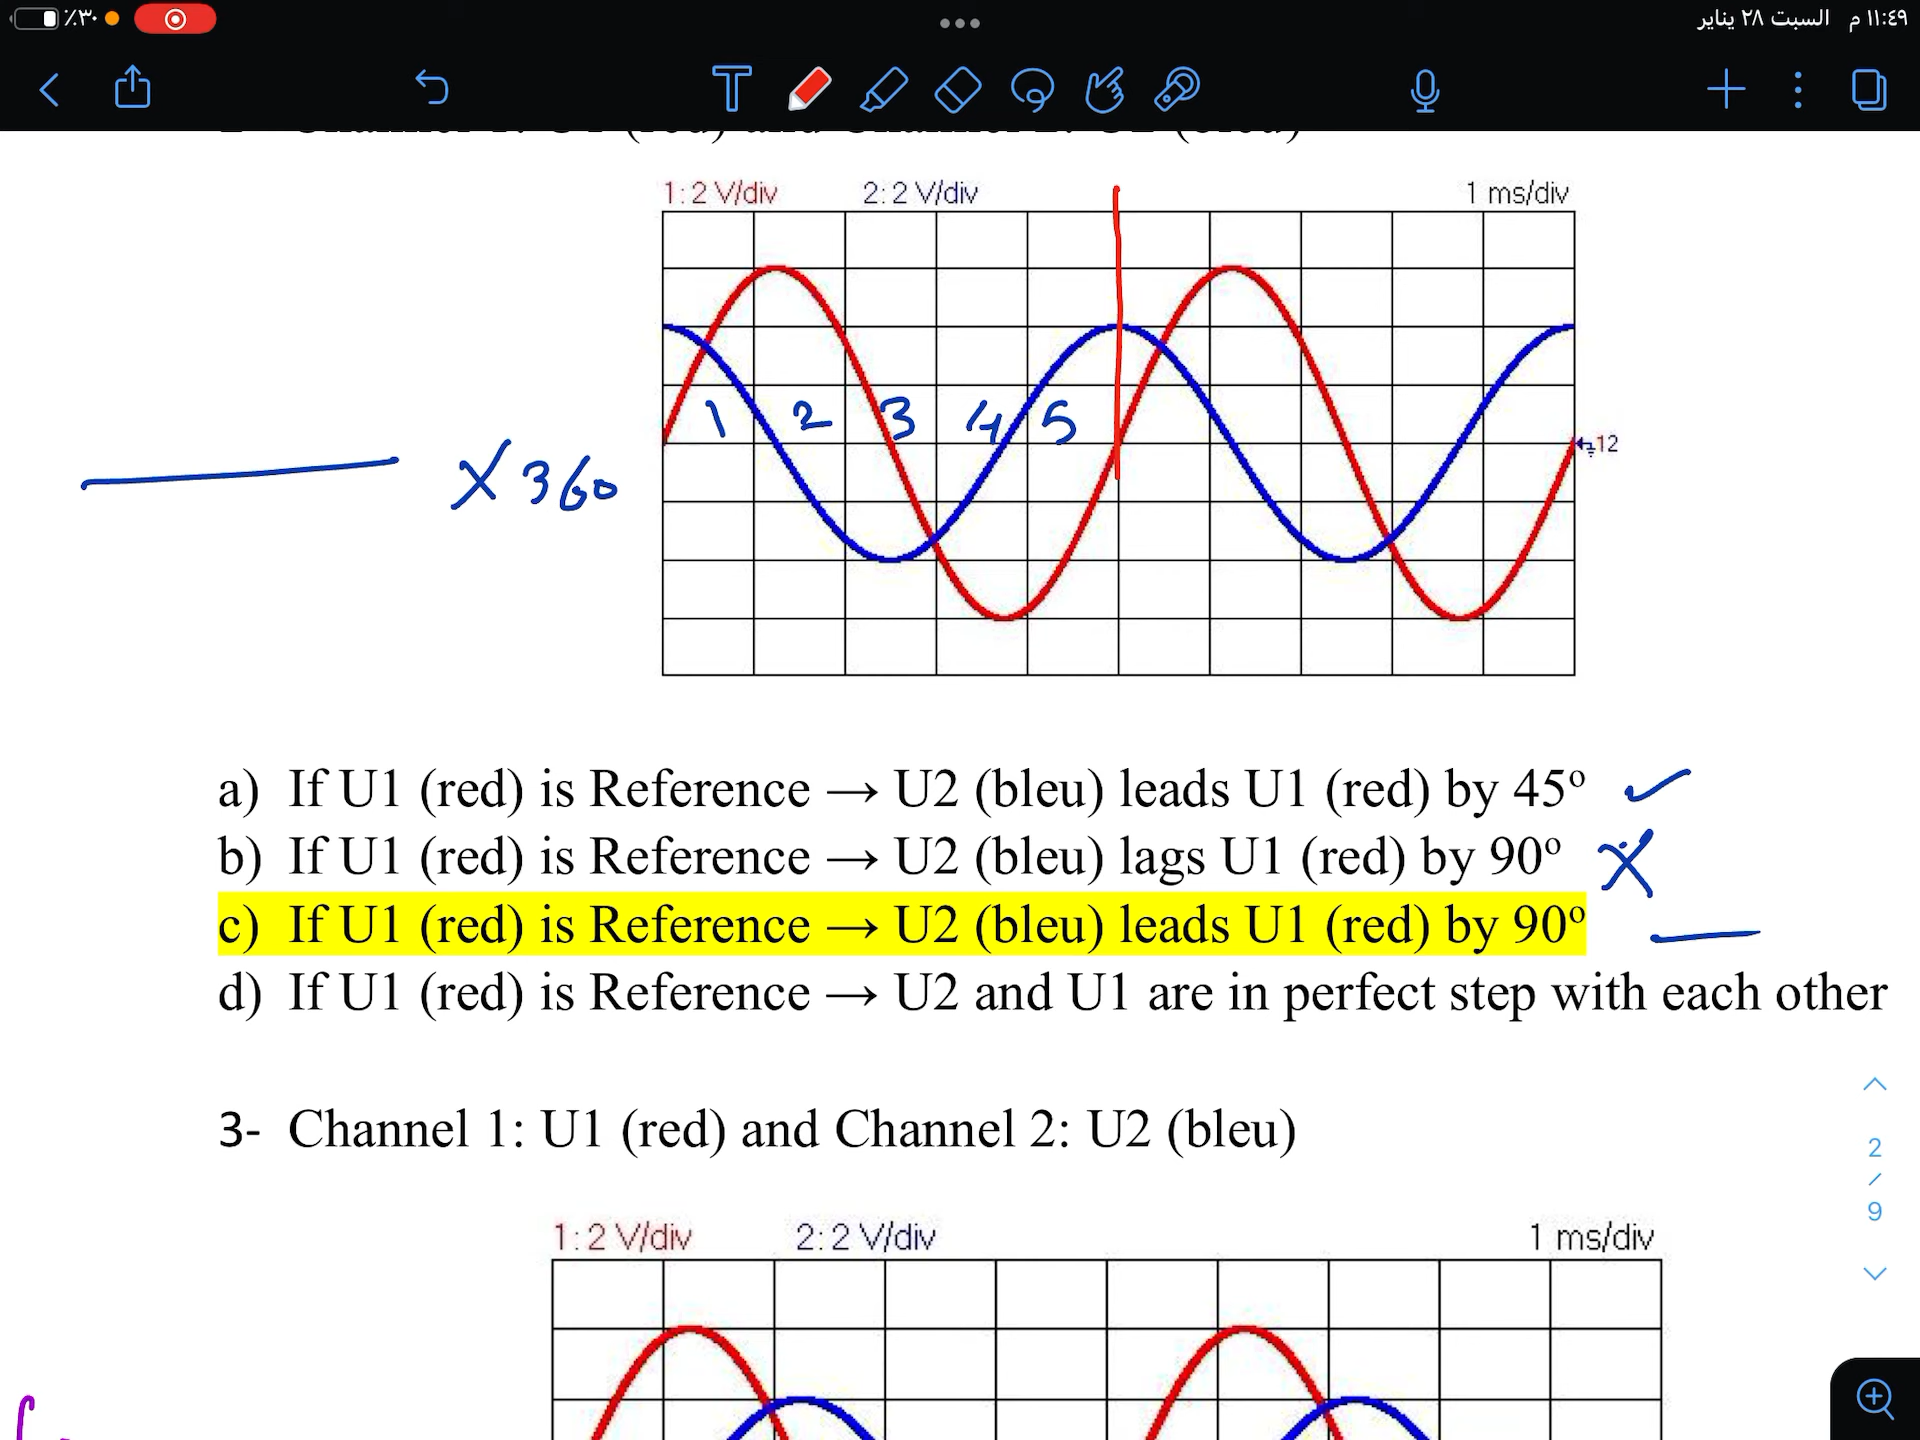 ٪٣٠
السبت ٢٨ يناير ١١:٤٩ م
1:2 V/div 2:2 V/div 1 ms/div
1 2 3 4 5
12
X 360
a) If U1 (red) is Reference → U2 (bleu) leads U1 (red) by 45º
b) If U1 (red) is Reference → U2 (bleu) lags U1 (red) by 90º
c) If U1 (red) is Reference → U2 (bleu) leads U1 (red) by 90º
d) If U1 (red) is Reference → U2 and U1 are in perfect step with each other
3- Channel 1: U1 (red) and Channel 2: U2 (bleu)
2
/
9
1:2 V/div 2:2 V/div 1 ms/div